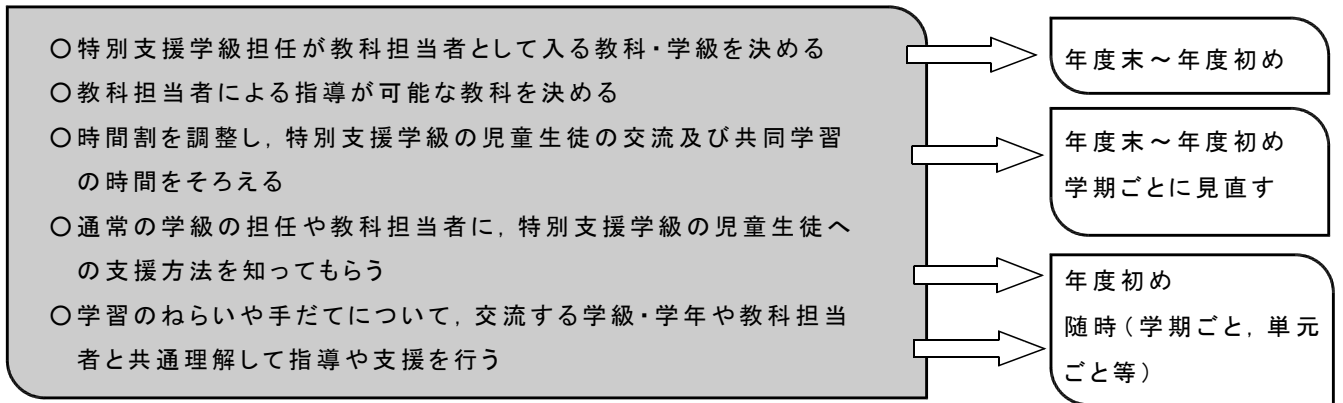 〇特別支援学級担任が教科担当者として入る教科・学級を決める
〇教科担当者による指導が可能な教科を決める
〇時間割を調整し，特別支援学級の児童生徒の交流及び共同学習
の時間をそろえる
〇通常の学級の担任や教科担当者に，特別支援学級の児童生徒へ
の支援方法を知ってもらう
〇学習のねらいや手だてについて，交流する学級・学年や教科担当
者と共通理解して指導や支援を行う
年度末～年度初め
年度末～年度初め
学期ごとに見直す
年度初め
随時（学期ごと，単元
ごと等）